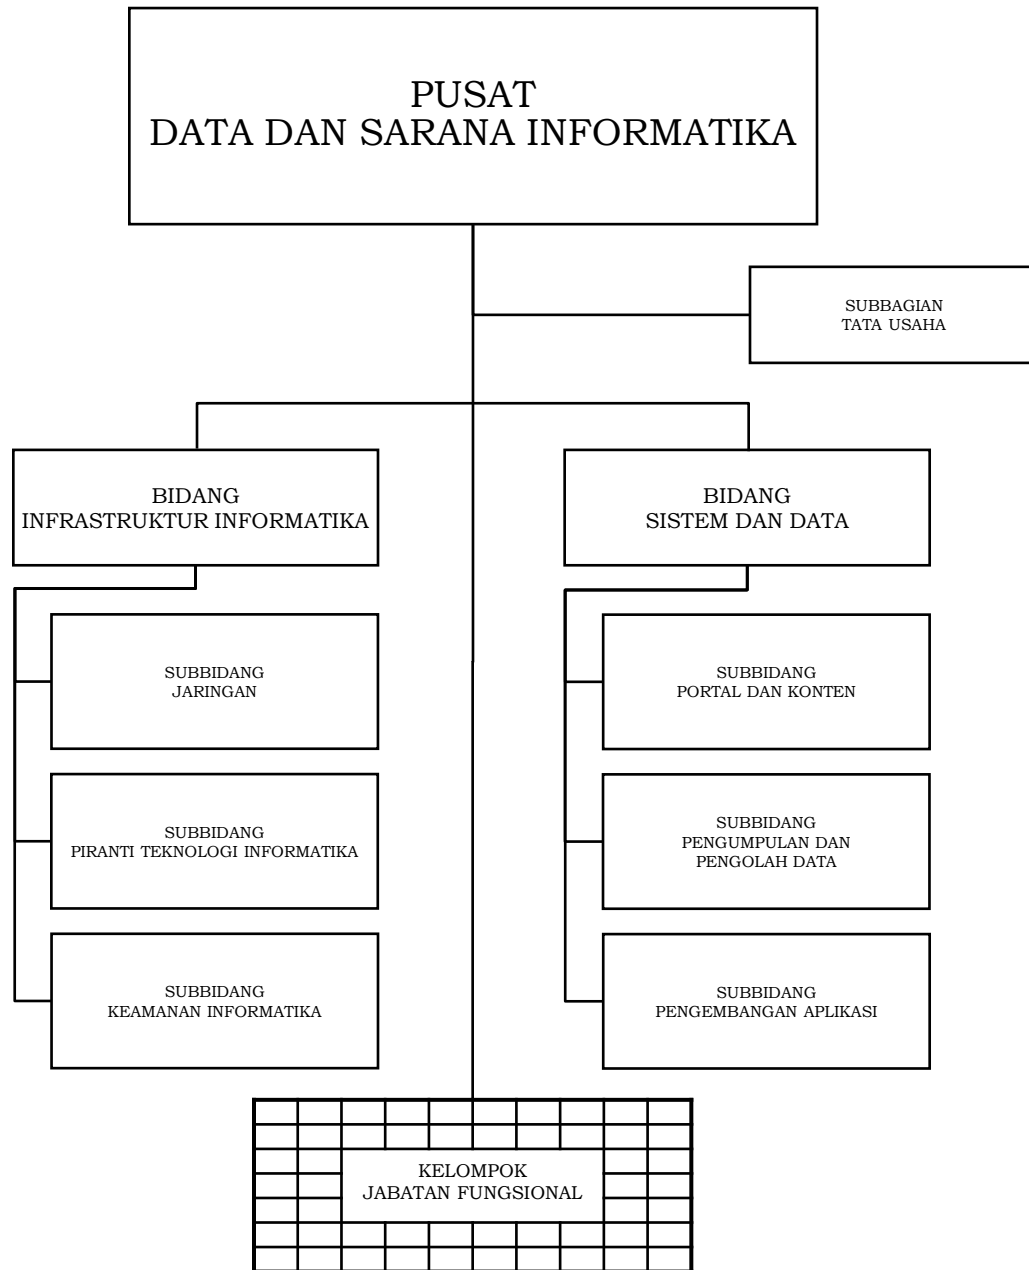 PUSAT
DATA DAN SARANA INFORMATIKA
SUBBAGIAN
TATA USAHA
BIDANG
INFRASTRUKTUR INFORMATIKA
SUBBIDANG
JARINGAN
SUBBIDANG
PIRANTI TEKNOLOGI INFORMATIKA
SUBBIDANG
KEAMANAN INFORMATIKA
BIDANG
SISTEM DAN DATA
SUBBIDANG
PORTAL DAN KONTEN
SUBBIDANG
PENGUMPULAN DAN
PENGOLAH DATA
SUBBIDANG
PENGEMBANGAN APLIKASI
KELOMPOK
JABATAN FUNGSIONAL